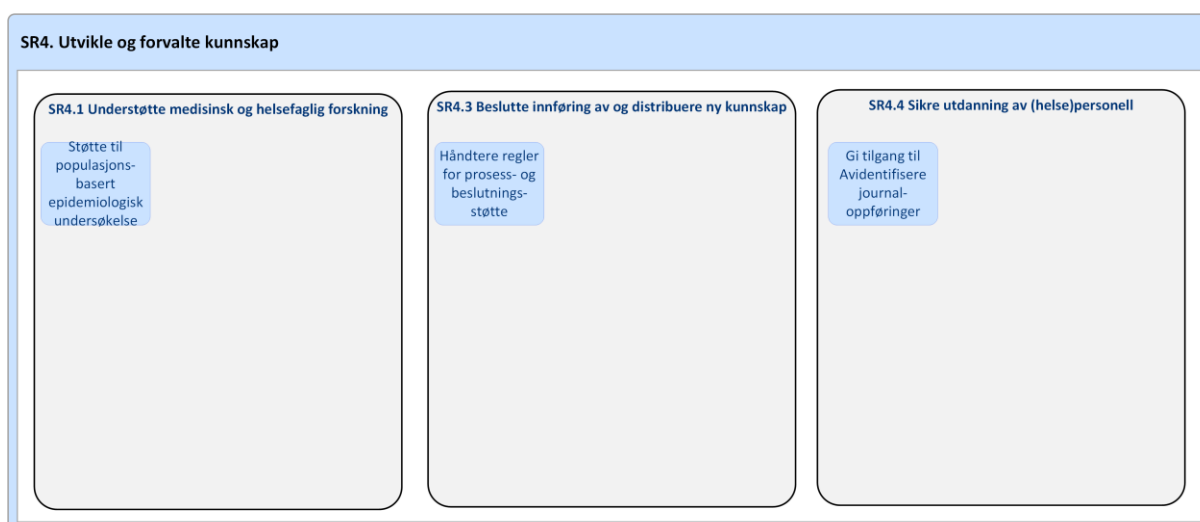 SR4. Utvikle og forvalte kunnskap
SR4.1 Understøtte medisinsk og helsefaglig forskning
Støtte til
populasjons-
basert
epidemiologisk
undersøkelse
SR4.3 Beslutte innføring av og distribuere ny kunnskap
Håndtere regler
for prosess- og
beslutnings-
støtte
SR4.4 Sikre utdanning av (helse)personell
Gi tilgang til
Avidentifisere
journal-
oppføringer